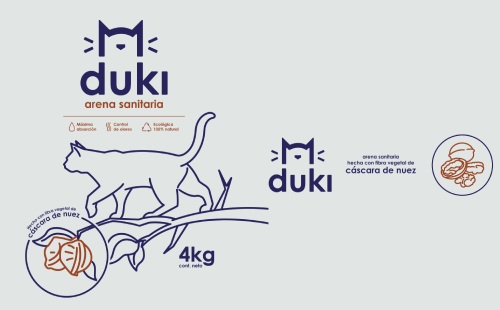 duki
arena sanitaria
Máxima
absorción
Control
de olores
Ecológica
100% natural
hecha con fibra vegetal de
cáscara de nuez
4kg
cont. neto
duki
arena sanitaria
hecha con fibra vegetal de
cáscara de nuez